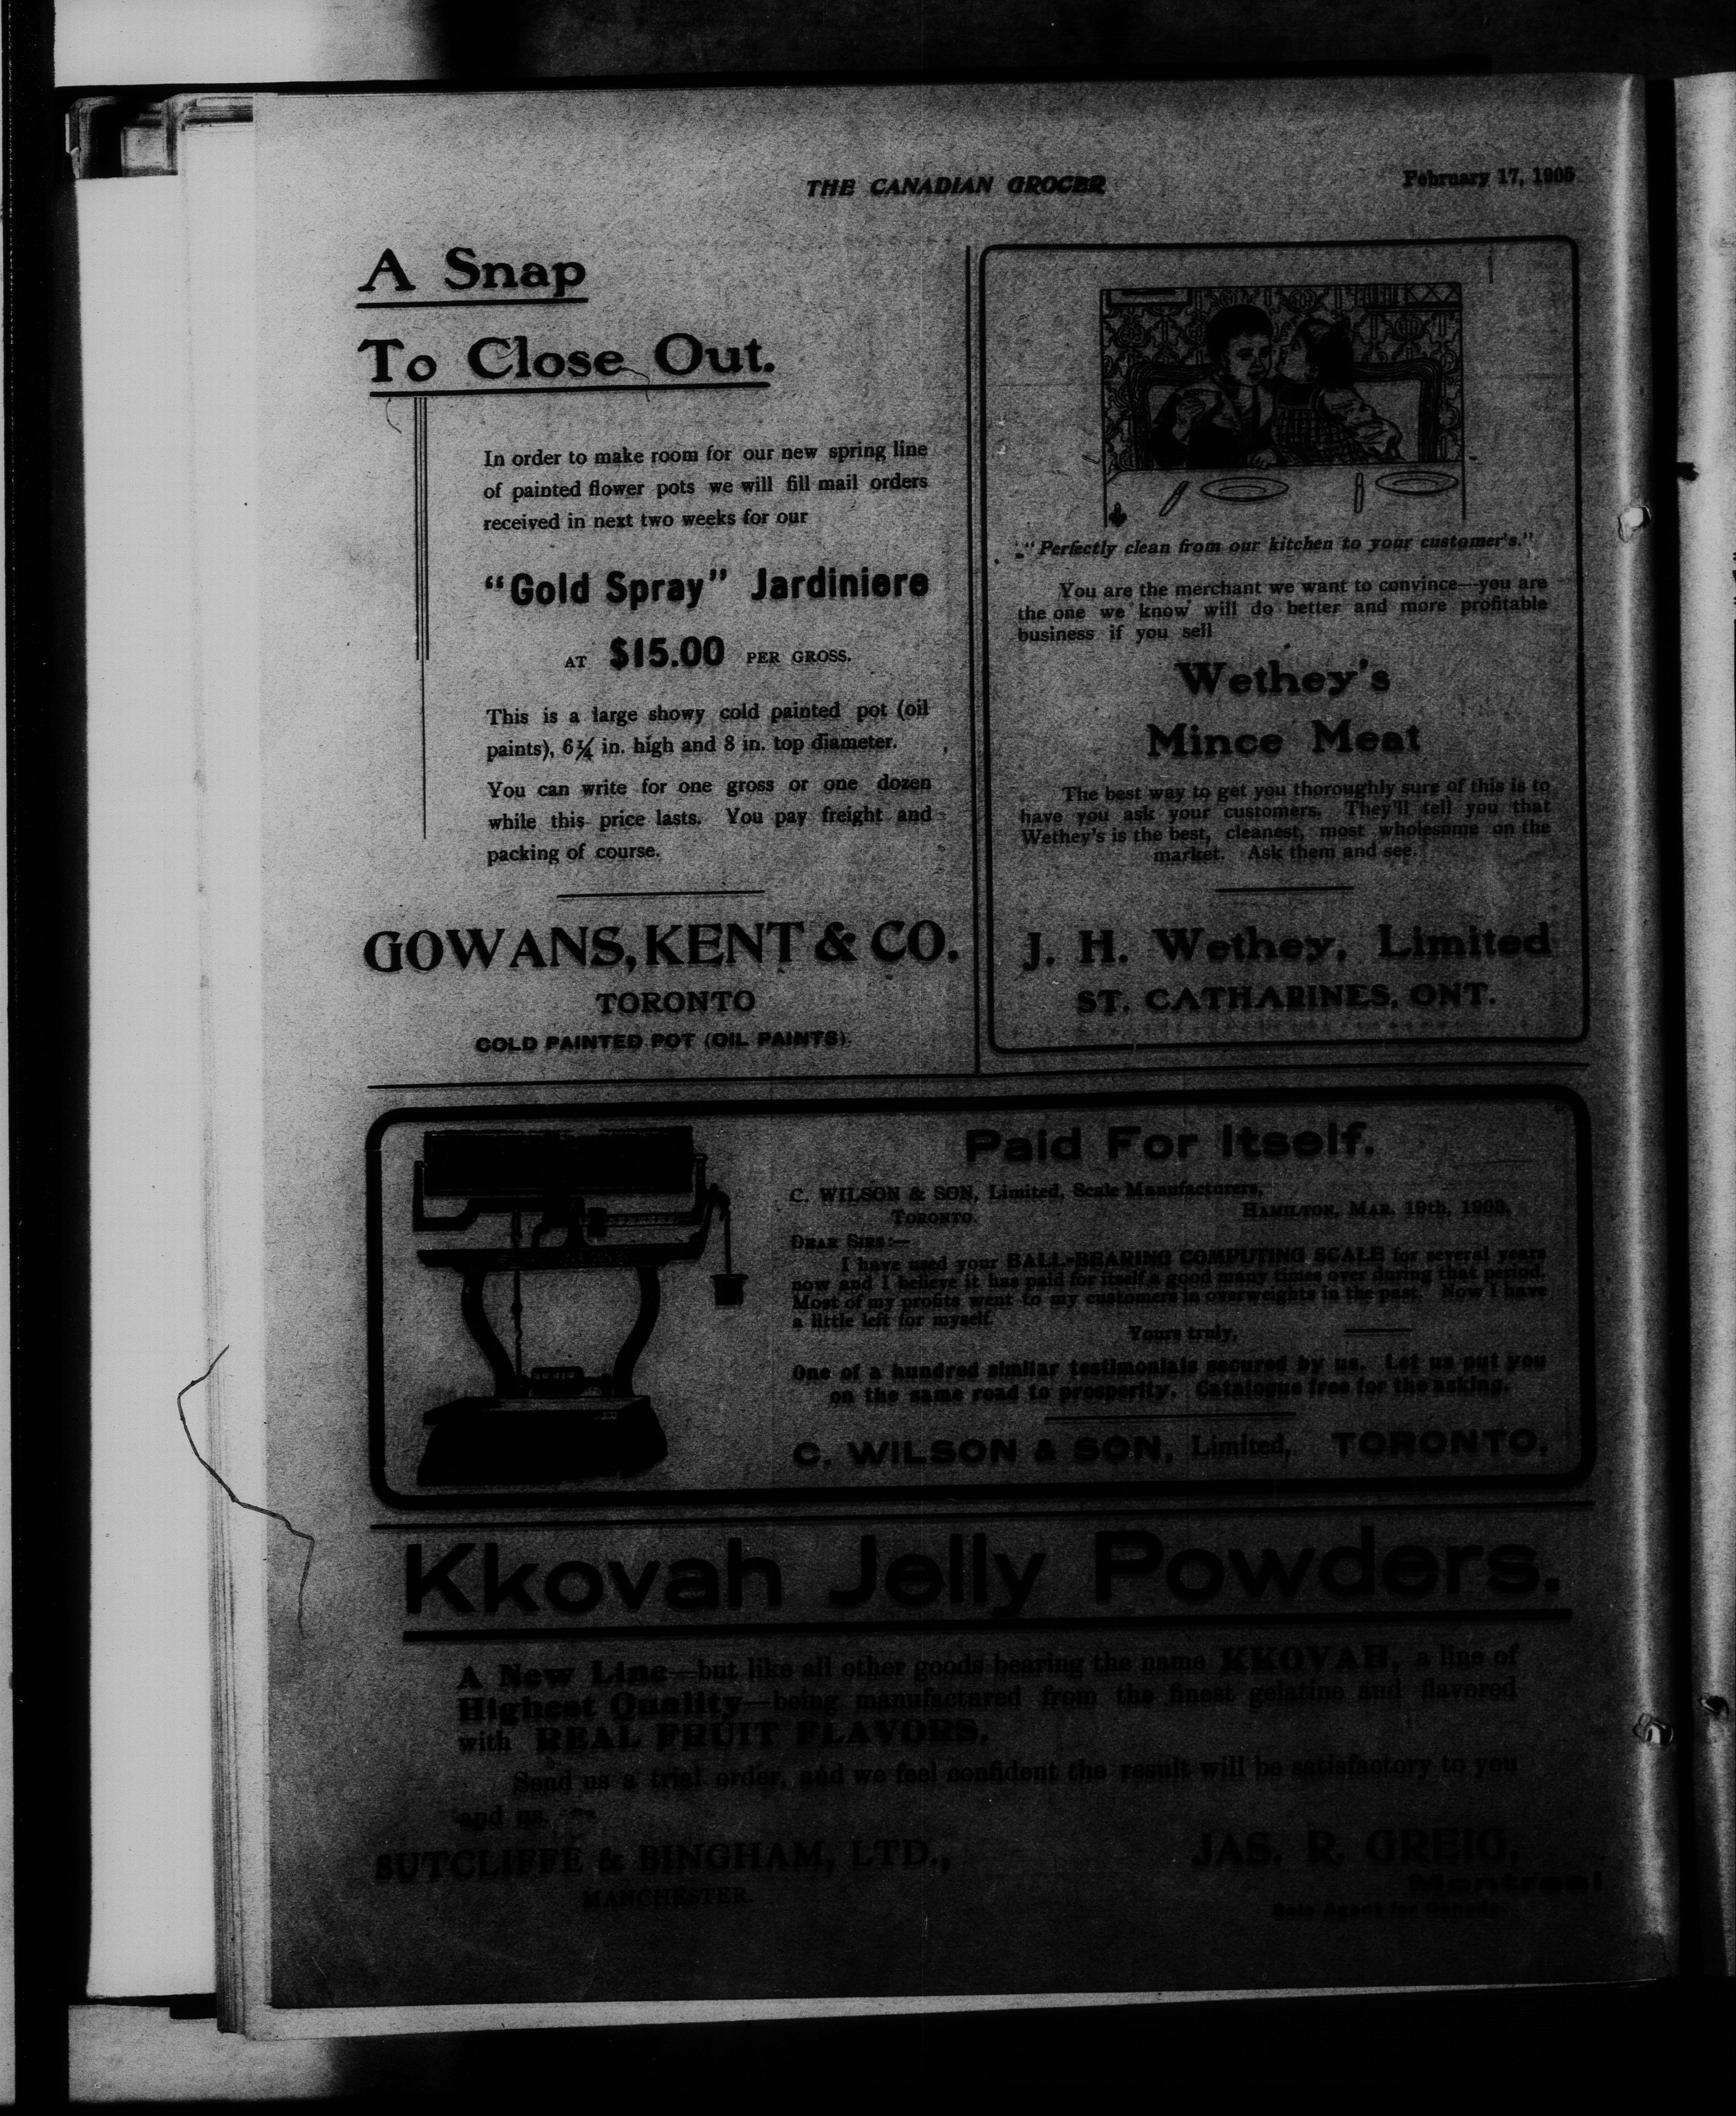 THE CANADIAN GROCER
February 17, 1905
A Snap
To Close Out.
In order to make room for our new spring line
of painted flower pots we will fill mail orders
received in next two weeks for our
"Gold Spray" Jardiniere
AT $15.00 PER GROSS.
This is a large showy cold painted pot (oil
paints), 6¼ in. high and 8 in. top diameter.
You can write for one gross or one dozen
while this price lasts. You pay freight and
packing of course.
GOWANS, KENT & CO.
TORONTO
COLD PAINTED POT (OIL PAINTS).
"Perfectly clean from our kitchen to your customer's."
You are the merchant we want to convince—you are
the one we know will do better and more profitable
business if you sell
Wethey's
Mince Meat
The best way to get you thoroughly sure of this is to
have you ask your customers. They'll tell you that
Wethey's is the best, cleanest, most wholesome on the
market. Ask them and see.
J. H. Wethey, Limited
ST. CATHARINES, ONT.
Paid For Itself.
C. WILSON & SON, Limited, Scale Manufacturers,
TORONTO.
HAMILTON, MAR. 19th, 1903.
DEAR SIRS:—
I have used your BALL-BEARING COMPUTING SCALE for several years
now and I believe it has paid for itself a good many times over during that period.
Most of my profits went to my customers in overweights in the past. Now I have
a little left for myself.
Yours truly,
One of a hundred similar testimonials secured by us. Let us put you
on the same road to prosperity. Catalogue free for the asking.
C. WILSON & SON, Limited, TORONTO.
Kkovah Jelly Powders.
A New Line—but like all other goods bearing the name KKOVAH, a line of
Highest Quality—being manufactured from the finest gelatine and flavored
with REAL FRUIT FLAVORS.
Send us a trial order, and we feel confident the result will be satisfactory to you
and us.
SUTCLIFFE & BINGHAM, LTD.,
MANCHESTER.
JAS. R. GREIG,
Montreal
Sole Agent for Canada.